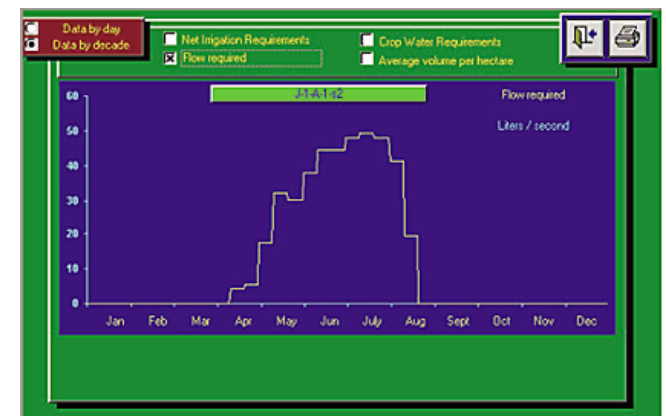 Data by day
Data by decade
Net Irrigation Requirements
Flow required
Crop Water Requirements
Average volume per hectare
J-1-A-1-s2
Flow required
Liters / second
60
50
40
30
20
10
0
Jan Feb Mar Apr May Jun July Aug Sept Oct Nov Dec